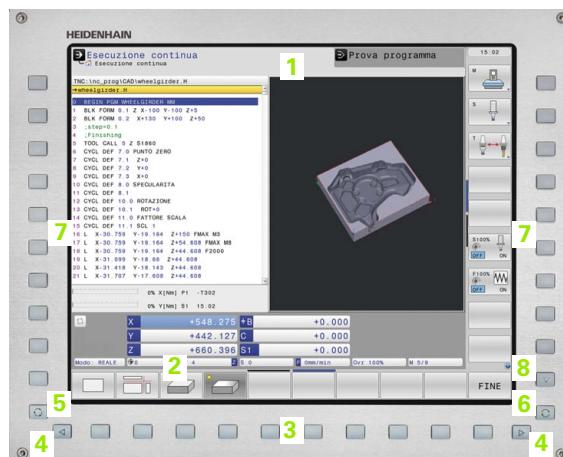 HEIDENHAIN
Esecuzione continua
Esecuzione continua
Prova programma
15:02
1
TNC:\nc_prog\CAD\wheelgirder.H
→wheelgirder.H
0 BEGIN PGM WHEELGIRDER MM
1 BLK FORM 0.1 Z X-100 Y-100 Z+5
2 BLK FORM 0.2 X+130 Y+100 Z+50
3 ;step=0.1
4 ;Finishing
5 TOOL CALL 5 Z S1860
6 CYCL DEF 7.0 PUNTO ZERO
7 CYCL DEF 7.1 Z+0
8 CYCL DEF 7.2 Y+0
9 CYCL DEF 7.3 X+0
10 CYCL DEF 8.0 SPECULARITA
11 CYCL DEF 8.1
12 CYCL DEF 10.0 ROTAZIONE
13 CYCL DEF 10.1 ROT+0
14 CYCL DEF 11.0 FATTORE SCALA
15 CYCL DEF 11.1 SCL 1
16 L X-30.759 Y-19.164 Z+150 FMAX M3
17 L X-30.759 Y-19.164 Z+54.608 FMAX M8
18 L X-30.759 Y-19.164 Z+44.608 F2000
19 L X-31.099 Y-18.66 Z+44.608
20 L X-31.418 Y-18.143 Z+44.608
21 L X-31.707 Y-17.608 Z+44.608
M
S
T
7
7
S100%
OFF ON
F100%
OFF ON
0% X[Nm] P1 -T302
0% Y[Nm] S1 15:02
X +548.275 +B +0.000
Y +442.127 C +0.000
Z +660.396 S1 +0.000
Modo: REALE 0 4 Z S 0 F 0mm/min Ovr 100% M 5/9
2
8
FINE
5
6
4
3
4